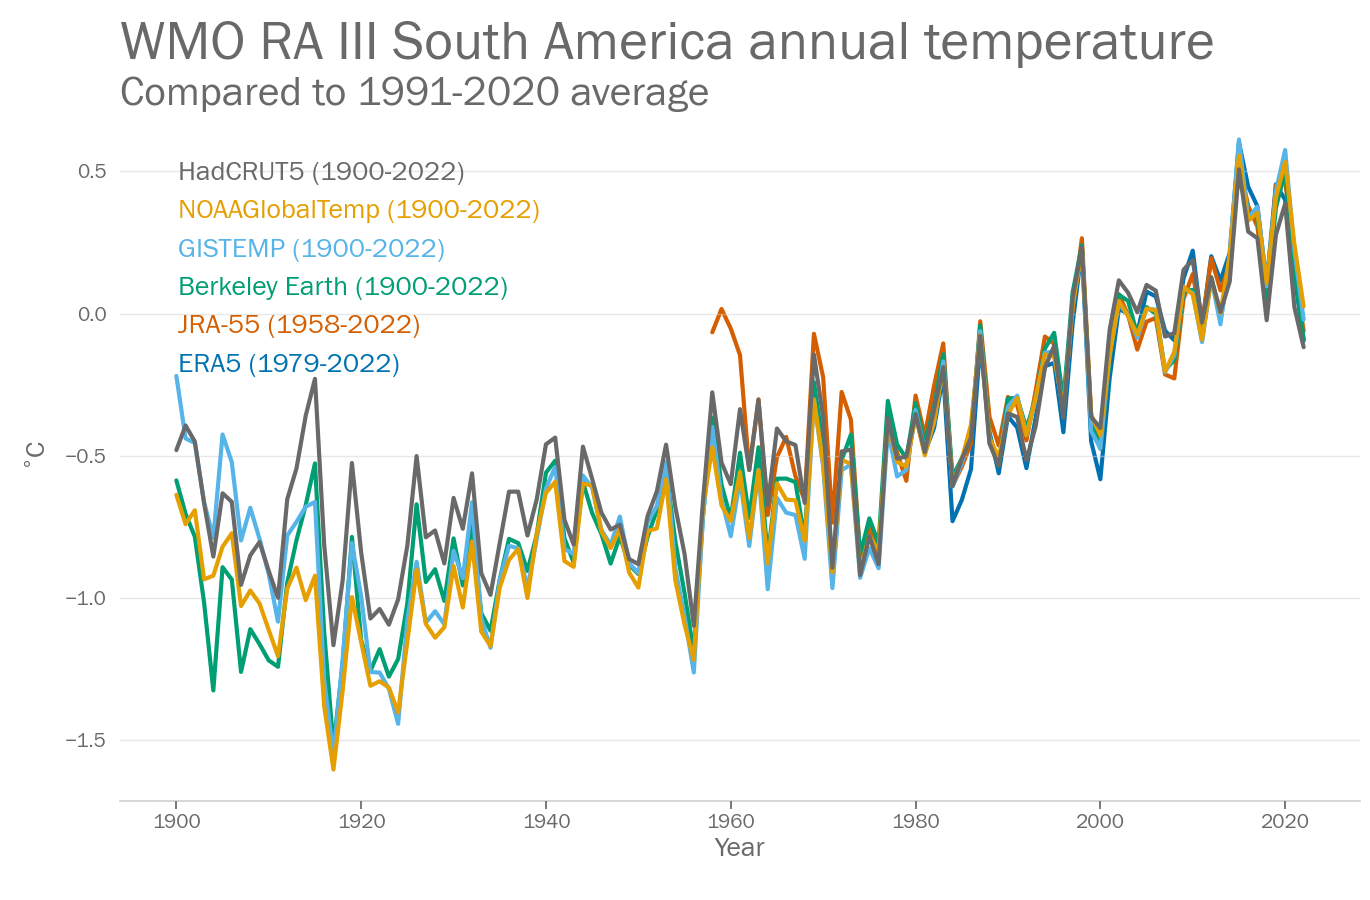 WMO RA III South America annual temperature
Compared to 1991-2020 average
HadCRUT5 (1900-2022)
NOAAGlobalTemp (1900-2022)
GISTEMP (1900-2022)
Berkeley Earth (1900-2022)
JRA-55 (1958-2022)
ERA5 (1979-2022)
°C
0.5
0.0
−0.5
−1.0
−1.5
1900 1920 1940 1960 1980 2000 2020
Year